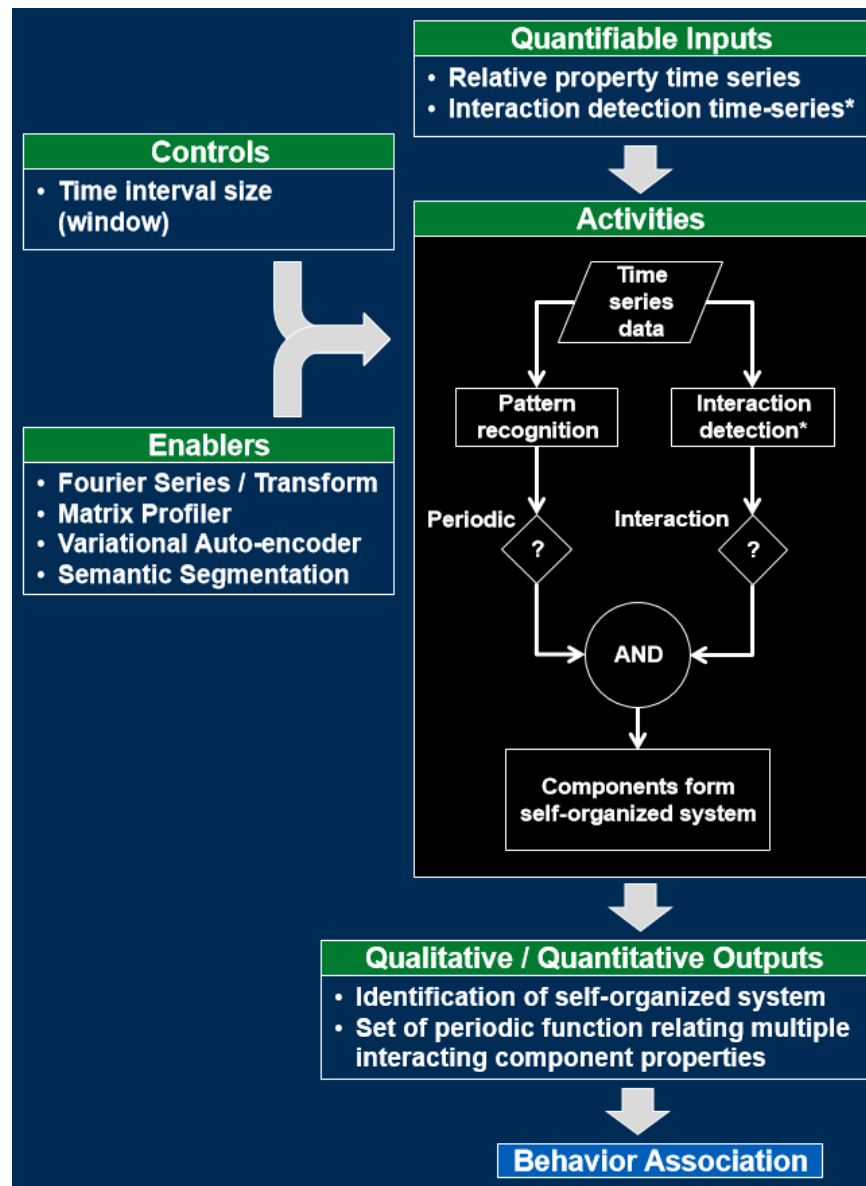 Quantifiable Inputs
• Relative property time series
• Interaction detection time-series*
Controls
• Time interval size
(window)
Enablers
• Fourier Series / Transform
• Matrix Profiler
• Variational Auto-encoder
• Semantic Segmentation
Activities
Time
series
data
Pattern
recognition
Interaction
detection*
Periodic
?
Interaction
?
AND
Components form
self-organized system
Qualitative / Quantitative Outputs
• Identification of self-organized system
• Set of periodic function relating multiple
interacting component properties
Behavior Association